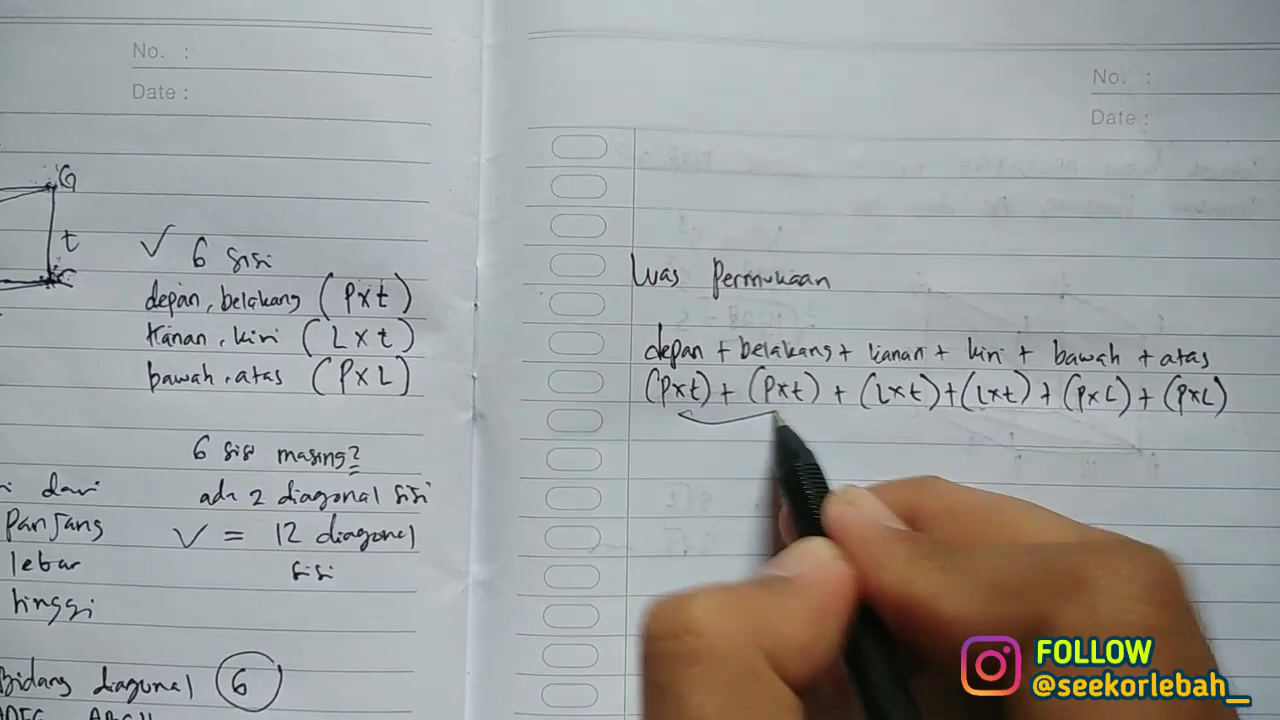 No. :
Date :
G
t
✓ 6 sisi
depan, belakang (P×t)
kanan, kiri (L×t)
bawah, atas (P×L)
6 sisi masing2
ada 2 diagonal sisi
V = 12 diagonal
sisi
dari
panjang
lebar
tinggi
Bidang diagonal 6
No. :
Date :
Luas Permukaan
depan + belakang + kanan + kiri + bawah + atas
(P×t) + (P×t) + (L×t) + (L×t) + (P×L) + (P×L)
FOLLOW
@seekorlebah_